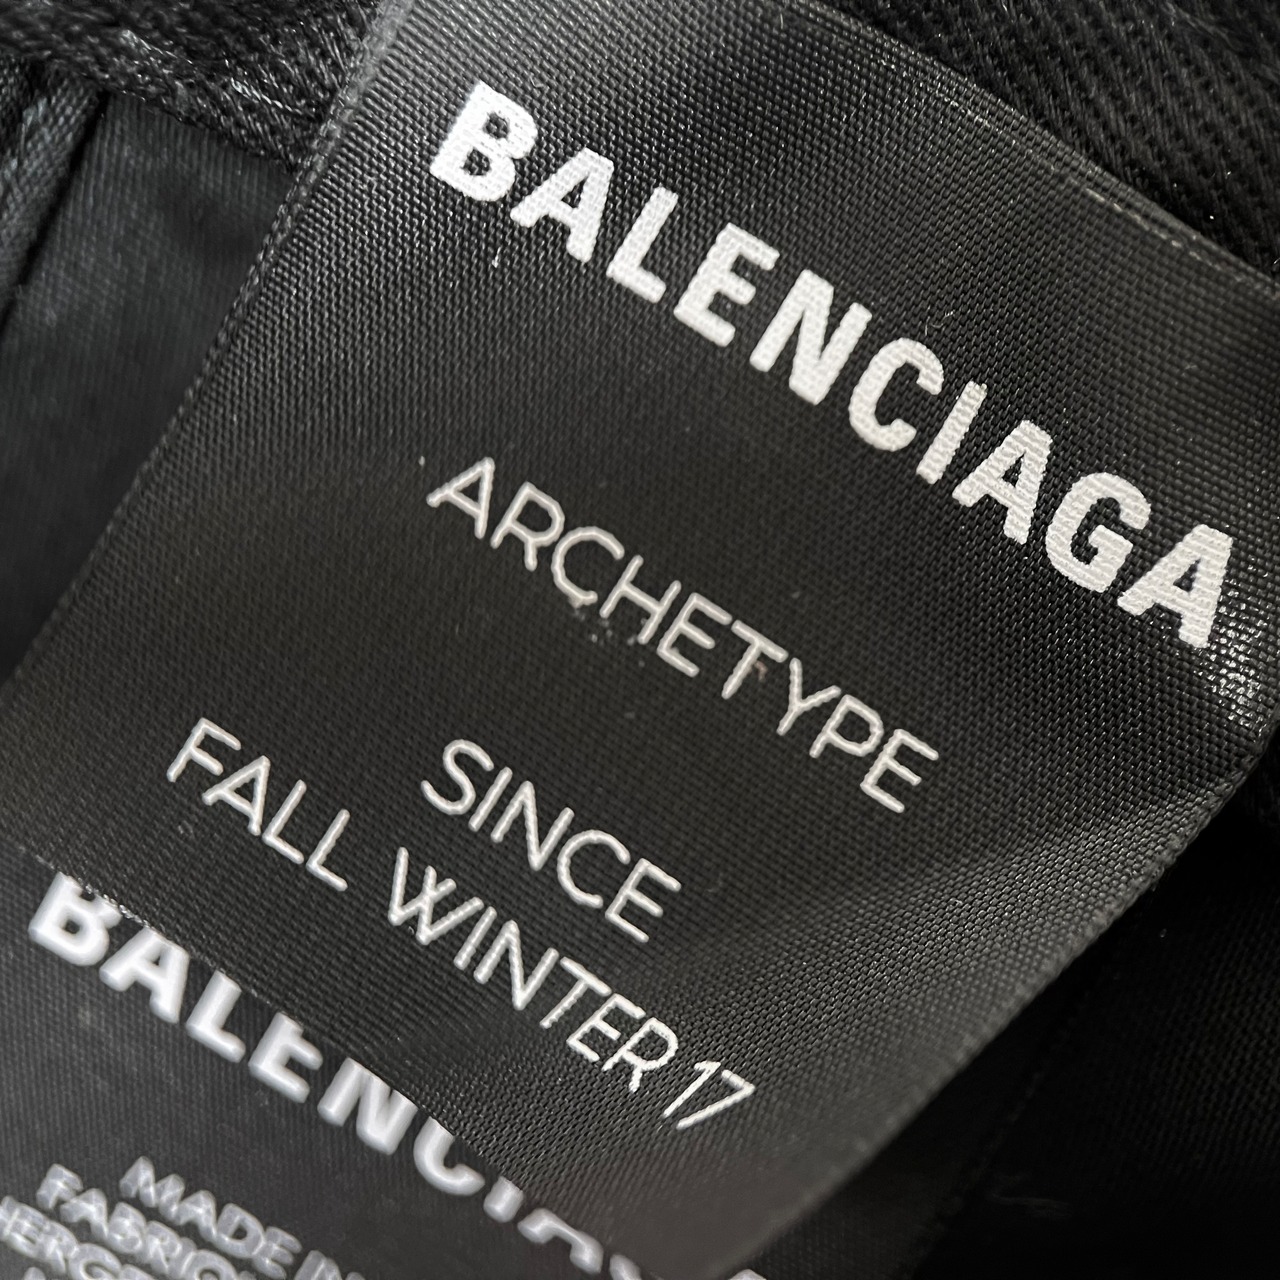 BALENCIAGA
ARCHETYPE
SINCE
FALL WINTER 17
BALENCIAGA
MADE IN